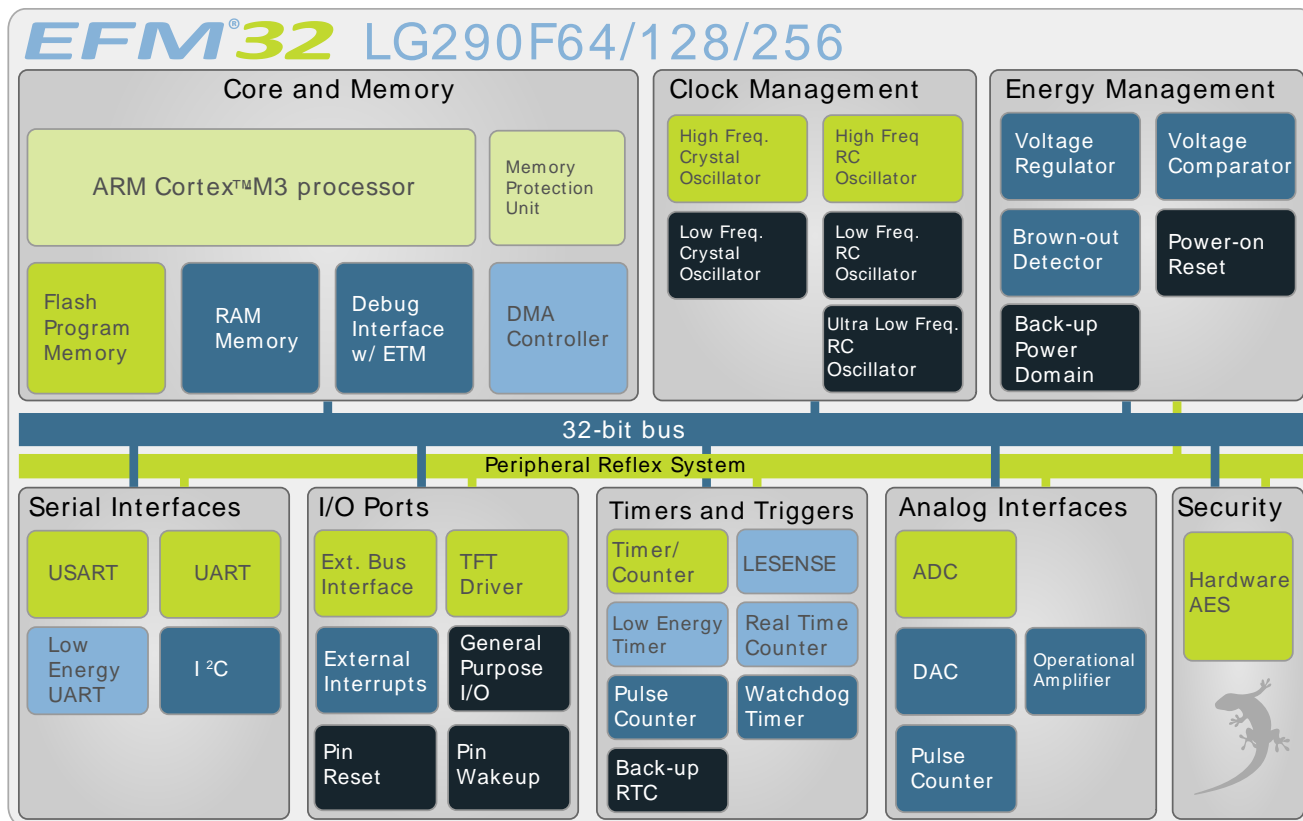 EFM®32 LG290F64/128/256
Core and Memory
ARM Cortex™M3 processor
Memory
Protection
Unit
Flash
Program
Memory
RAM
Memory
Debug
Interface
w/ ETM
DMA
Controller
Clock Management
High Freq.
Crystal
Oscillator
High Freq
RC
Oscillator
Low Freq.
Crystal
Oscillator
Low Freq.
RC
Oscillator
Ultra Low Freq.
RC
Oscillator
Energy Management
Voltage
Regulator
Voltage
Comparator
Brown-out
Detector
Power-on
Reset
Back-up
Power
Domain
32-bit bus
Peripheral Reflex System
Serial Interfaces
USART
UART
Low
Energy
UART
I ²C
I/O Ports
Ext. Bus
Interface
TFT
Driver
External
Interrupts
General
Purpose
I/O
Pin
Reset
Pin
Wakeup
Timers and Triggers
Timer/
Counter
LESENSE
Low Energy
Timer
Real Time
Counter
Pulse
Counter
Watchdog
Timer
Back-up
RTC
Analog Interfaces
ADC
DAC
Operational
Amplifier
Pulse
Counter
Security
Hardware
AES